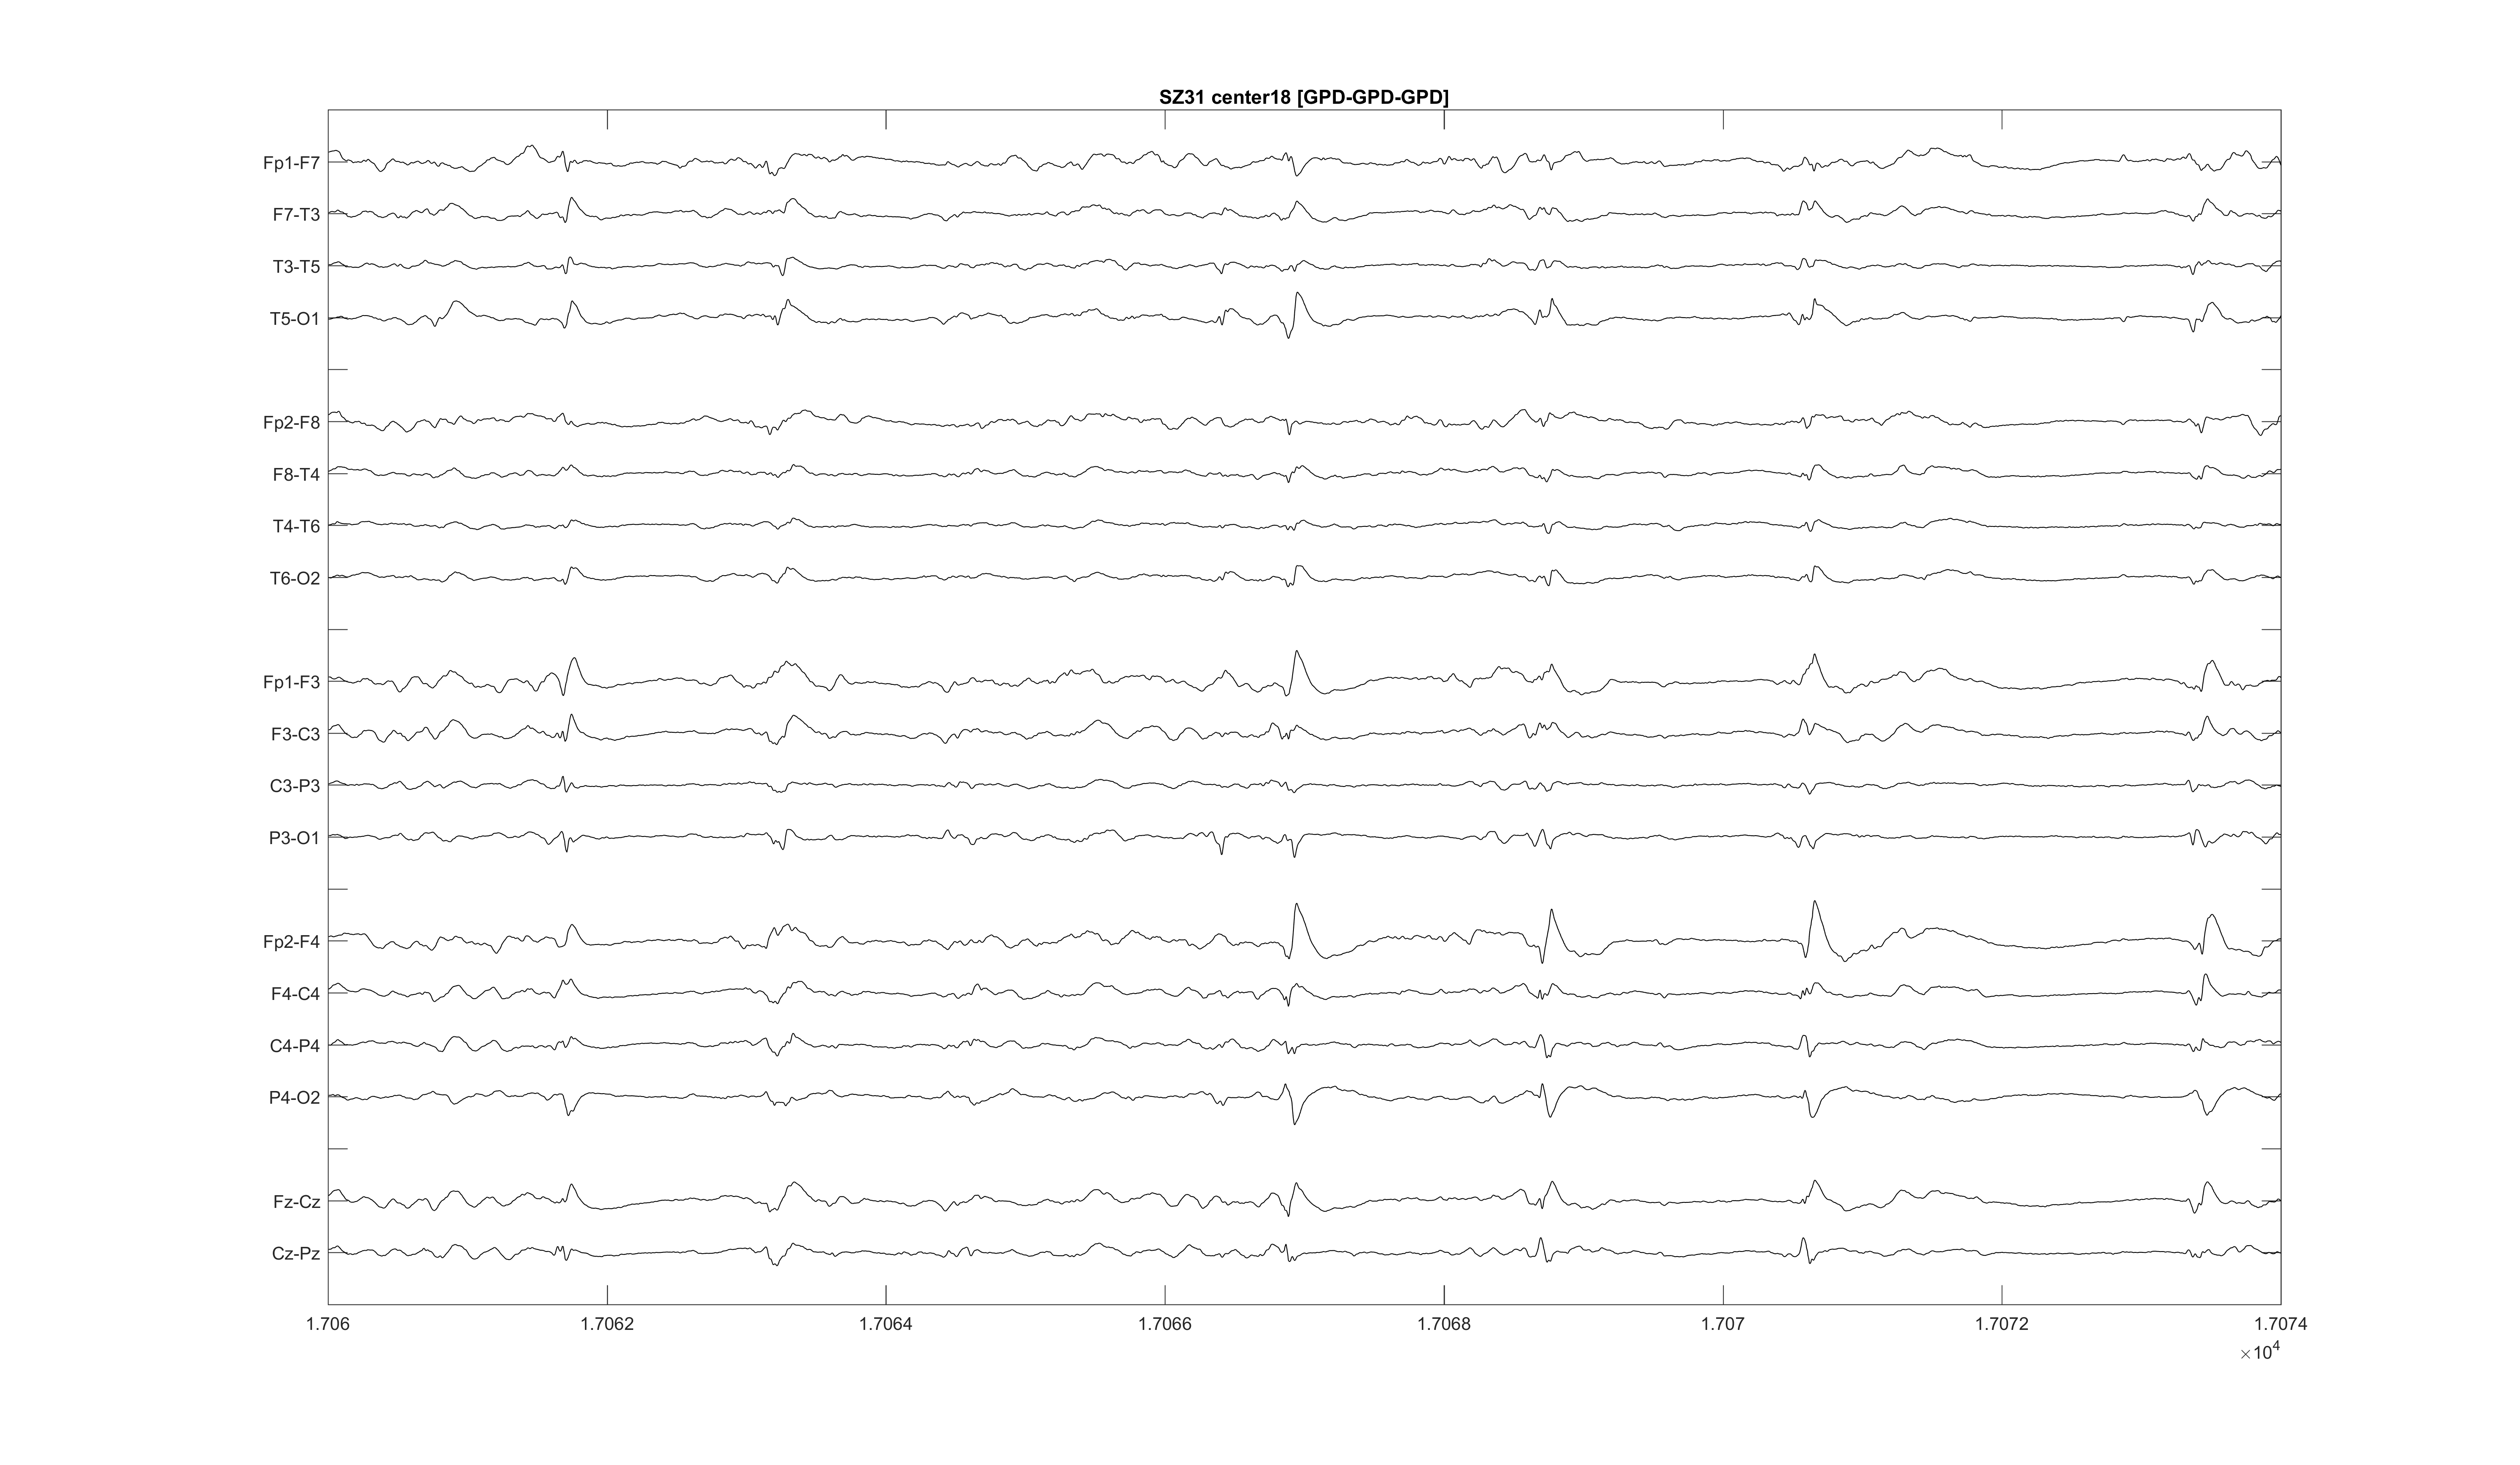 SZ31 center18 [GPD-GPD-GPD]
Fp1-F7
F7-T3
T3-T5
T5-O1
Fp2-F8
F8-T4
T4-T6
T6-O2
Fp1-F3
F3-C3
C3-P3
P3-O1
Fp2-F4
F4-C4
C4-P4
P4-O2
Fz-Cz
Cz-Pz
1.706 1.7062 1.7064 1.7066 1.7068 1.707 1.7072 1.7074
×10⁴